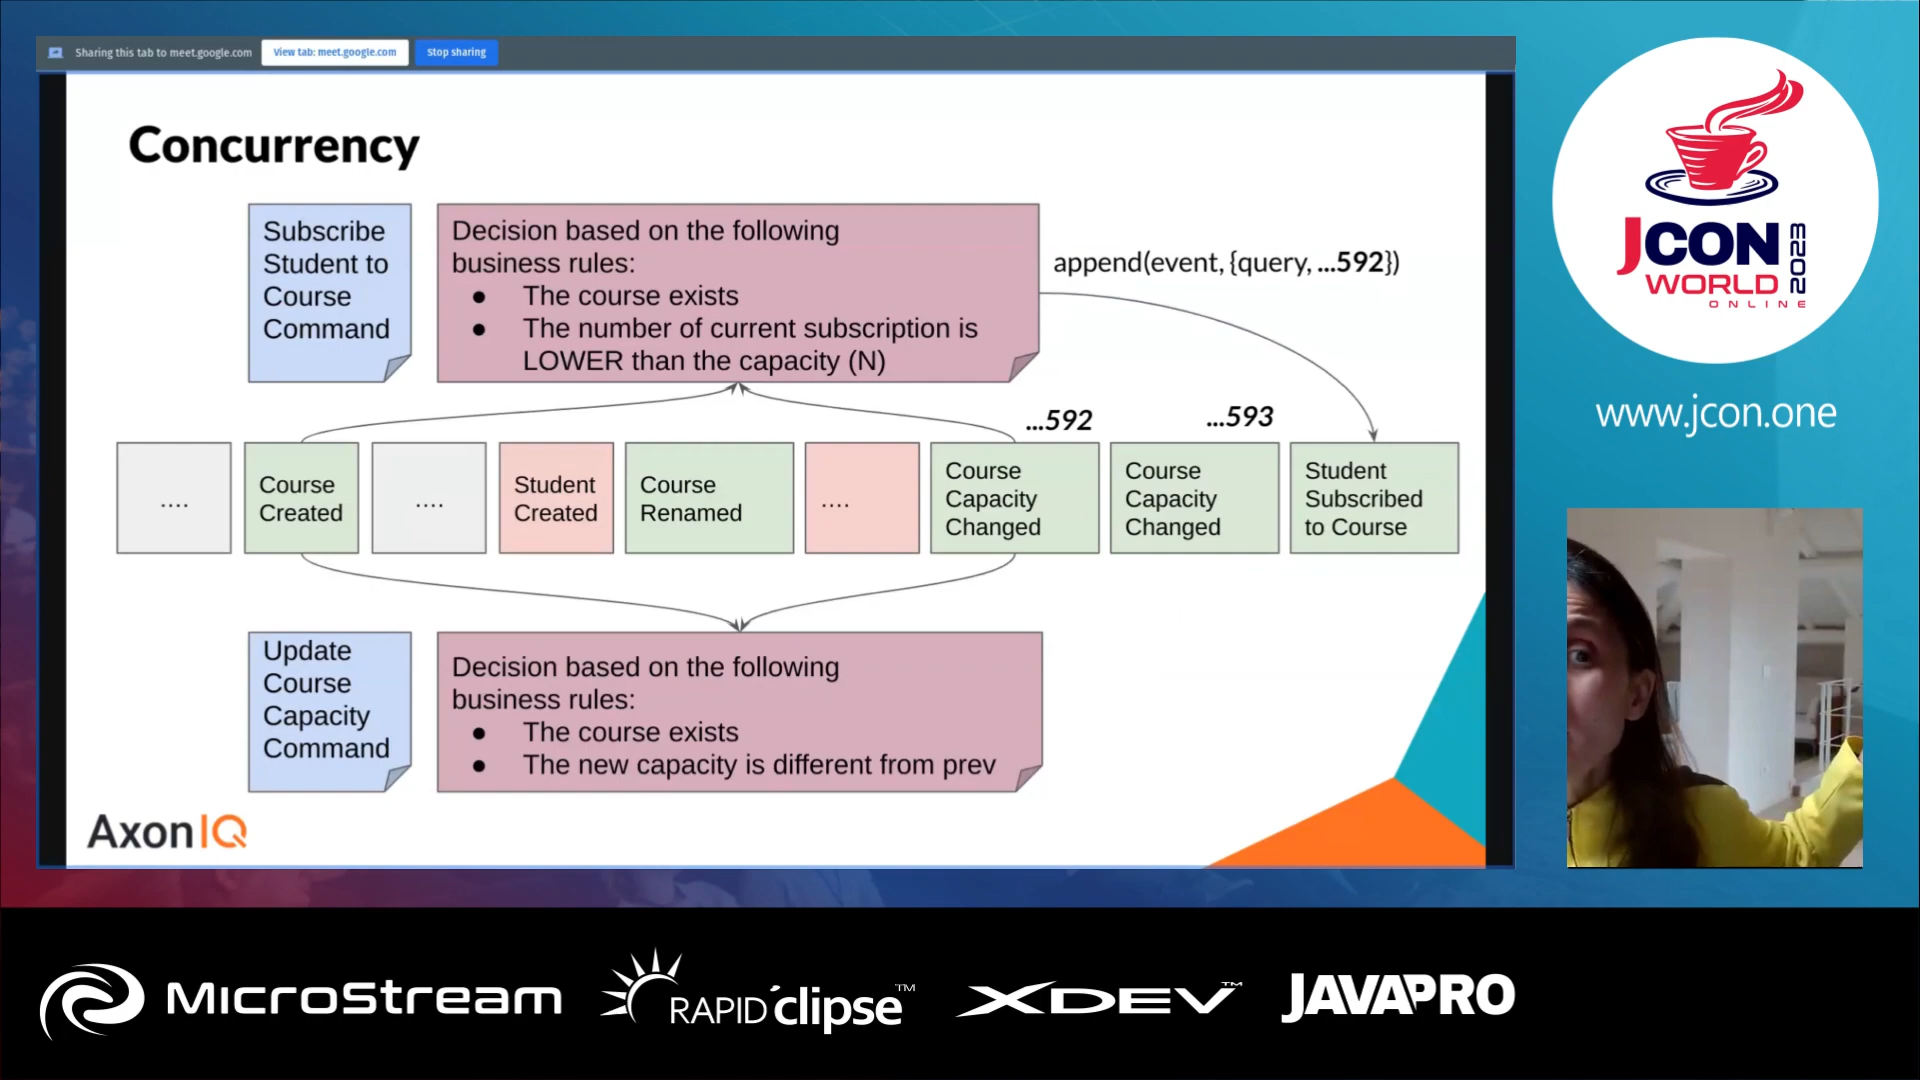 Sharing this tab to meet.google.com
View tab: meet.google.com
Stop sharing
Concurrency
Subscribe
Student to
Course
Command
Decision based on the following
business rules:
● The course exists
● The number of current subscription is
LOWER than the capacity (N)
append(event, {query, ...592})
...592
...593
....
Course
Created
....
Student
Created
Course
Renamed
....
Course
Capacity
Changed
Course
Capacity
Changed
Student
Subscribed
to Course
Update
Course
Capacity
Command
Decision based on the following
business rules:
● The course exists
● The new capacity is different from prev
AxonIQ
JCON
WORLD
ONLINE
2023
www.jcon.one
MICROSTREAM
RAPID'clipse™
XDEV™
JAVAPRO